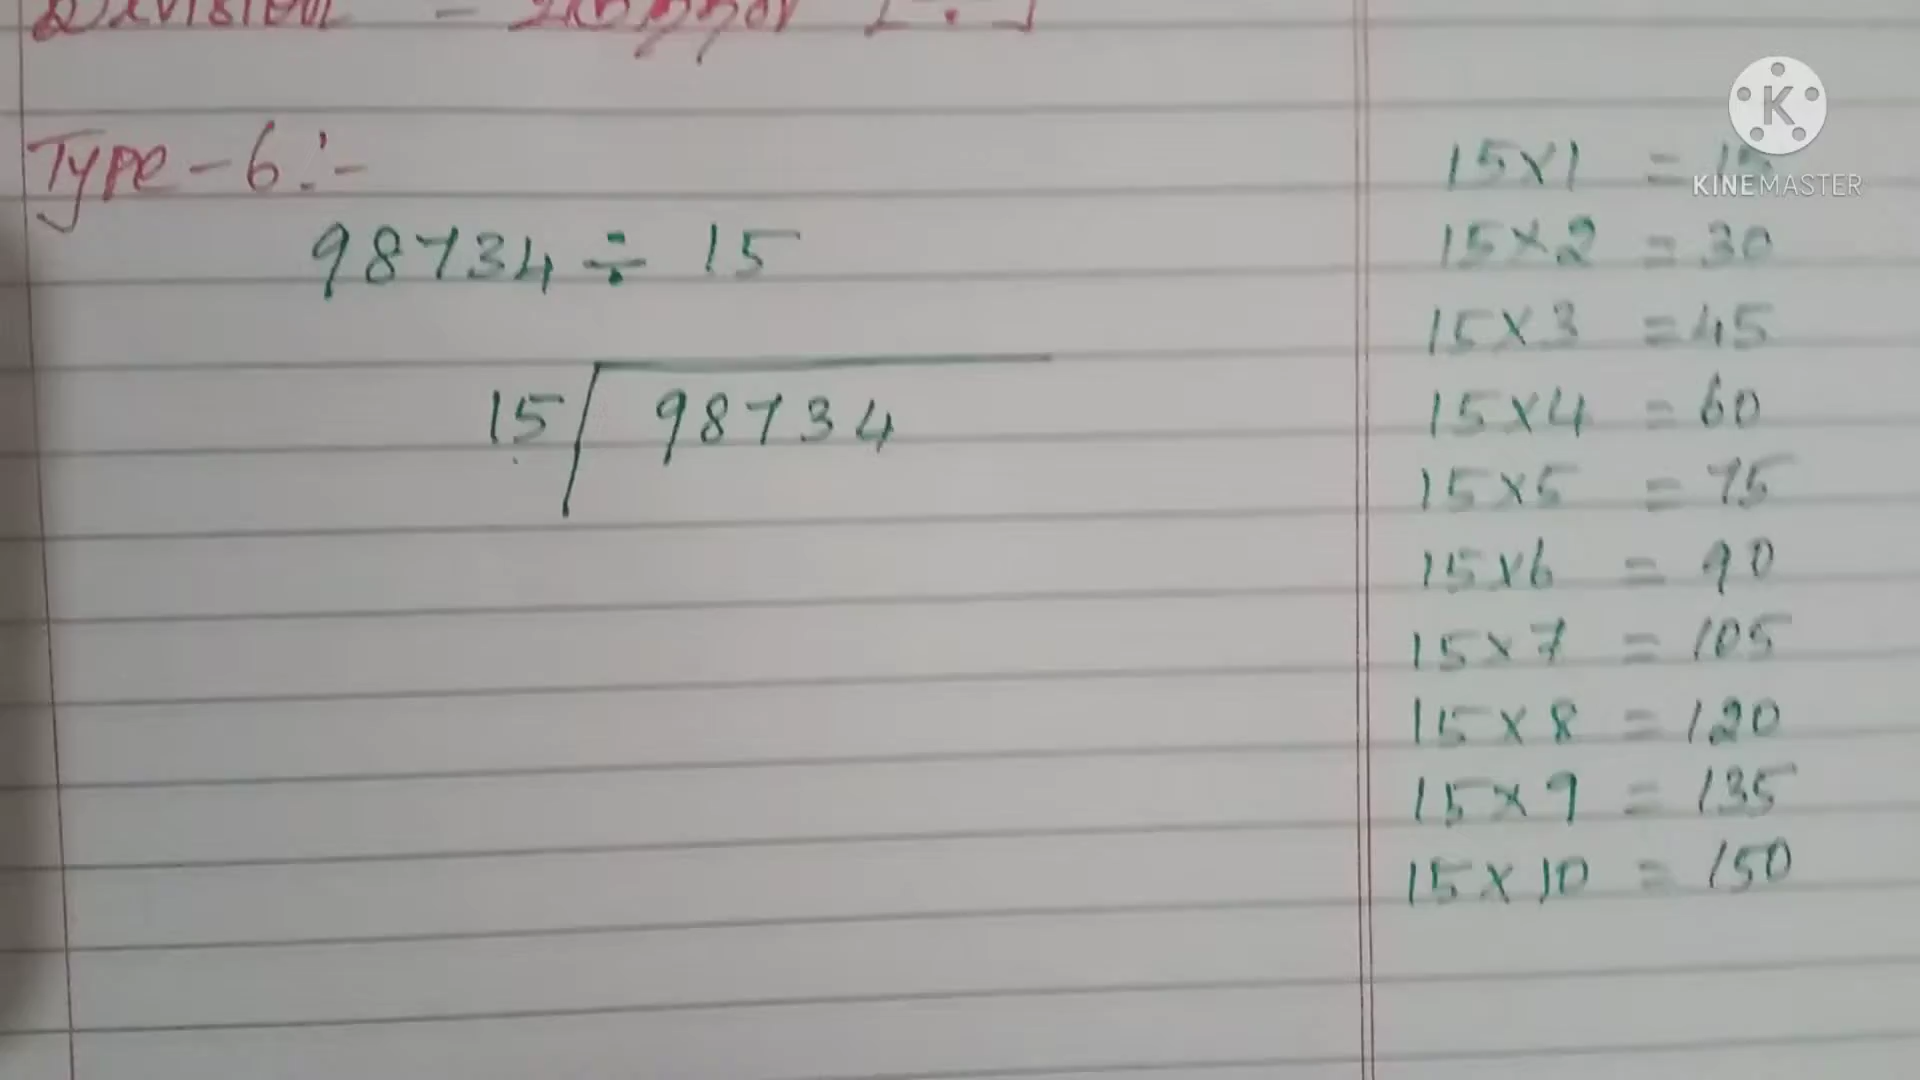 Division -
Type-6:-
98734 ÷ 15
15 98734
15×1 = 15
15×2 = 30
15×3 = 45
15×4 = 60
15×5 = 75
15×6 = 90
15×7 = 105
15×8 = 120
15×9 = 135
15×10 = 150
K
KINEMASTER